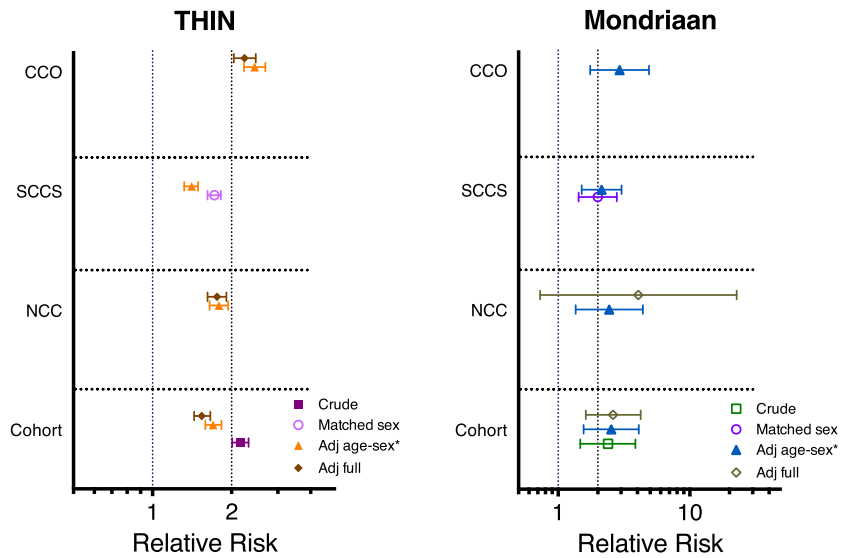 THIN
CCO
SCCS
NCC
Cohort
Crude
Matched sex
Adj age-sex*
Adj full
1 2
Relative Risk
Mondriaan
CCO
SCCS
NCC
Cohort
Crude
Matched sex
Adj age-sex*
Adj full
1 10
Relative Risk